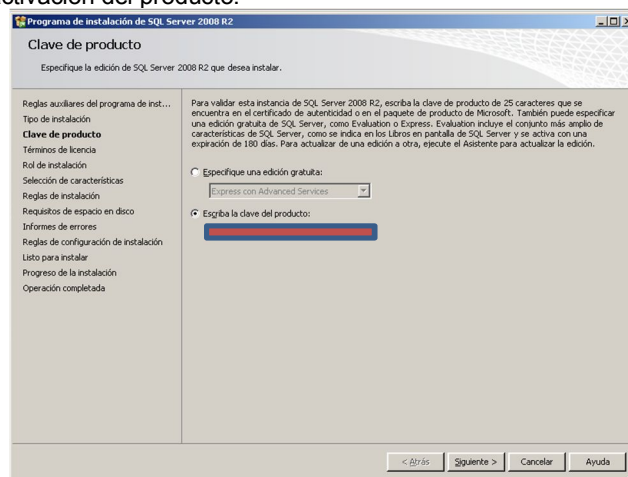 activación del producto.
Programa de instalación de SQL Server 2008 R2
Clave de producto
Especifique la edición de SQL Server 2008 R2 que desea instalar.
Reglas auxiliares del programa de inst...
Tipo de instalación
Clave de producto
Términos de licencia
Rol de instalación
Selección de características
Reglas de instalación
Requisitos de espacio en disco
Informes de errores
Reglas de configuración de instalación
Listo para instalar
Progreso de la instalación
Operación completada
Para validar esta instancia de SQL Server 2008 R2, escriba la clave de producto de 25 caracteres que se
encuentra en el certificado de autenticidad o en el paquete de producto de Microsoft. También puede especificar
una edición gratuita de SQL Server, como Evaluation o Express. Evaluation incluye el conjunto más amplio de
características de SQL Server, como se indica en los Libros en pantalla de SQL Server y se activa con una
expiración de 180 días. Para actualizar de una edición a otra, ejecute el Asistente para actualizar la edición.
Especifique una edición gratuita:
Express con Advanced Services
Escriba la clave del producto:
< Atrás
Siguiente >
Cancelar
Ayuda